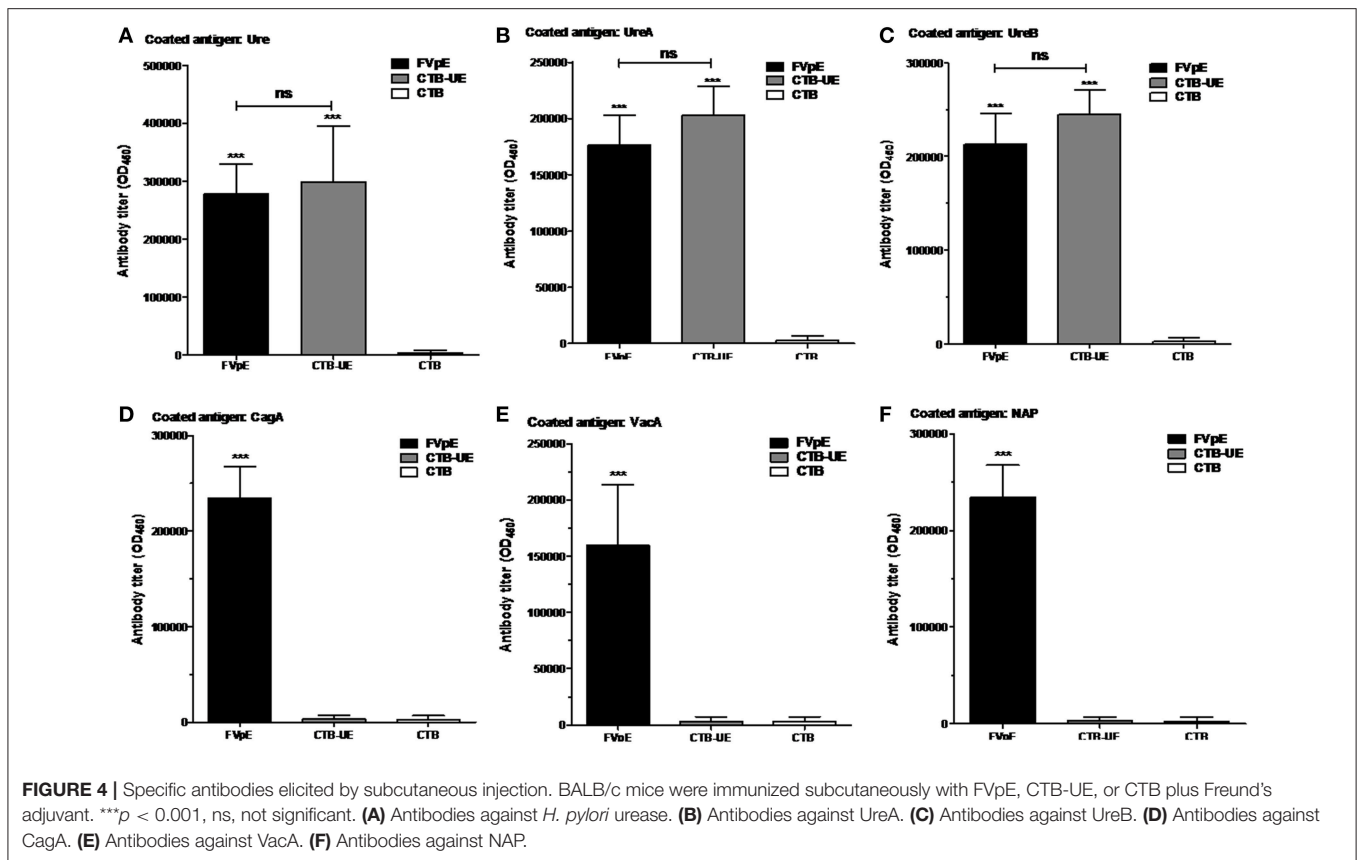 A Coated antigen: Ure
500000
400000
300000
200000
100000
0
Antibody titer (OD450)
FVpE
CTB-UE
CTB
ns
***
***
FVpE CTB-UE CTB
B Coated antigen: UreA
250000
200000
150000
100000
50000
0
Antibody titer (OD450)
FVpE
CTB-UE
CTB
ns
***
***
FVpE CTB-UE CTB
C Coated antigen: UreB
300000
200000
100000
0
Antibody titer (OD450)
FVpE
CTB-UE
CTB
ns
***
***
FVpE CTB-UE CTB
D Coated antigen: CagA
300000
200000
100000
0
Antibody titer (OD450)
FVpE
CTB-UE
CTB
***
FVpE CTB-UE CTB
E Coated antigen: VacA
250000
200000
150000
100000
50000
0
Antibody titer (OD450)
FVpE
CTB-UE
CTB
***
FVpE CTB-UE CTB
F Coated antigen: NAP
300000
200000
100000
0
Antibody titer (OD450)
FVpE
CTB-UE
CTB
***
FVpE CTB-UE CTB
FIGURE 4 | Specific antibodies elicited by subcutaneous injection. BALB/c mice were immunized subcutaneously with FVpE, CTB-UE, or CTB plus Freund's
adjuvant. ***p < 0.001, ns, not significant. (A) Antibodies against H. pylori urease. (B) Antibodies against UreA. (C) Antibodies against UreB. (D) Antibodies against
CagA. (E) Antibodies against VacA. (F) Antibodies against NAP.